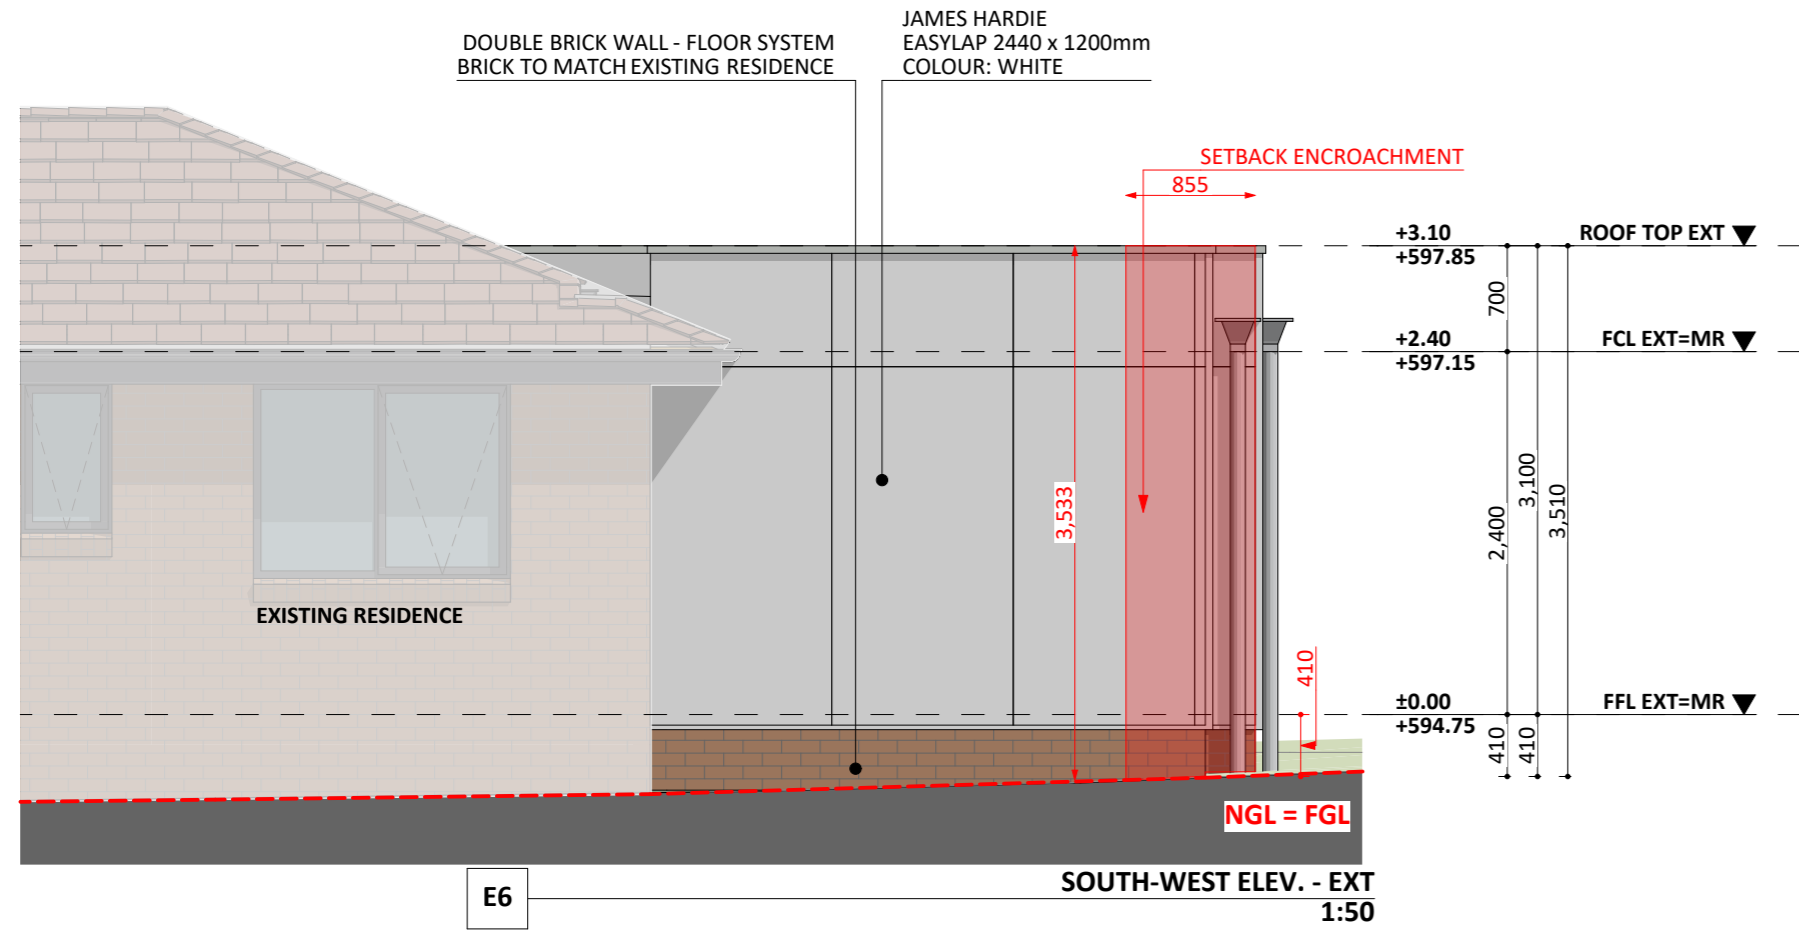 DOUBLE BRICK WALL - FLOOR SYSTEM
BRICK TO MATCH EXISTING RESIDENCE
JAMES HARDIE
EASYLAP 2440 x 1200mm
COLOUR: WHITE
SETBACK ENCROACHMENT
855
+3.10
+597.85
ROOF TOP EXT
700
+2.40
+597.15
FCL EXT=MR
3,533
2,400
3,100
3,510
EXISTING RESIDENCE
410
±0.00
+594.75
FFL EXT=MR
410
410
NGL = FGL
E6
SOUTH-WEST ELEV. - EXT
1:50